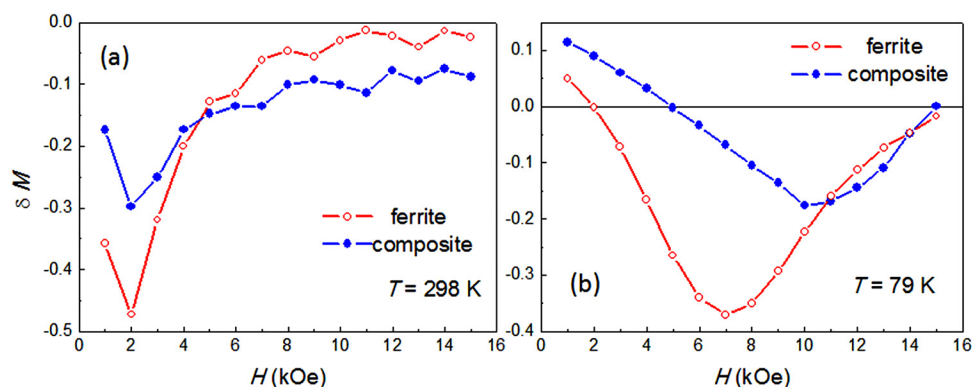 (a)
0.0
-0.1
-0.2
-0.3
-0.4
-0.5
δ M
ferrite
composite
T = 298 K
0 2 4 6 8 10 12 14 16
H (kOe)
ferrite
composite
0.1
0.0
-0.1
-0.2
-0.3
-0.4
(b)
T = 79 K
0 2 4 6 8 10 12 14 16
H (kOe)